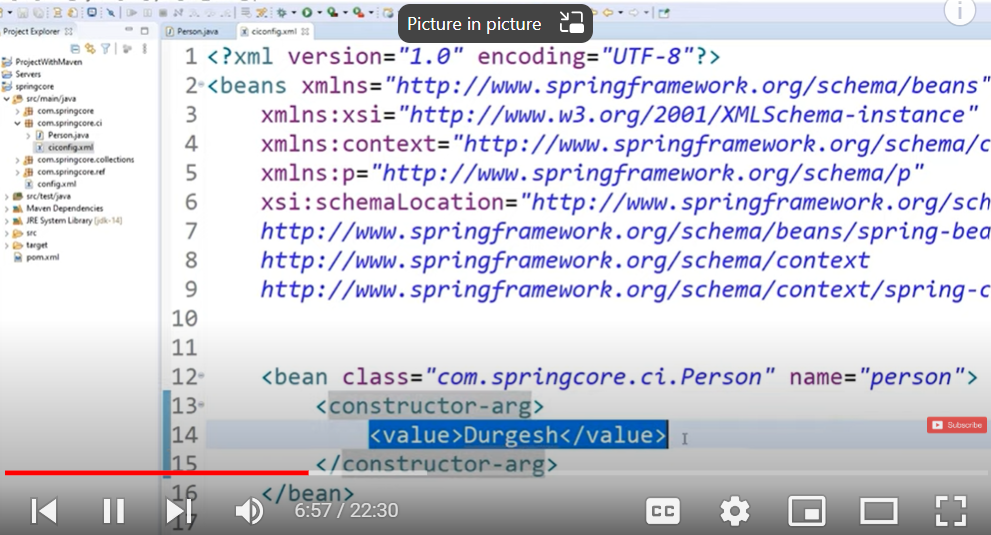 Picture in picture
Project Explorer
Person.java
ciconfig.xml
ProjectWithMaven
Servers
springcore
src/main/java
com.springcore
com.springcore.ci
Person.java
ciconfig.xml
com.springcore.collections
com.springcore.ref
config.xml
src/test/java
Maven Dependencies
JRE System Library [jdk-14]
src
target
pom.xml
1 <?xml version="1.0" encoding="UTF-8"?>
2 <beans xmlns="http://www.springframework.org/schema/beans"
3 xmlns:xsi="http://www.w3.org/2001/XMLSchema-instance"
4 xmlns:context="http://www.springframework.org/schema/c
5 xmlns:p="http://www.springframework.org/schema/p"
6 xsi:schemaLocation="http://www.springframework.org/sch
7 http://www.springframework.org/schema/beans/spring-bea
8 http://www.springframework.org/schema/context
9 http://www.springframework.org/schema/context/spring-c
10
11
12 <bean class="com.springcore.ci.Person" name="person">
13 <constructor-arg>
14 <value>Durgesh</value>
15 </constructor-arg>
16 </bean>
17
Subscribe
6:57 / 22:30
CC